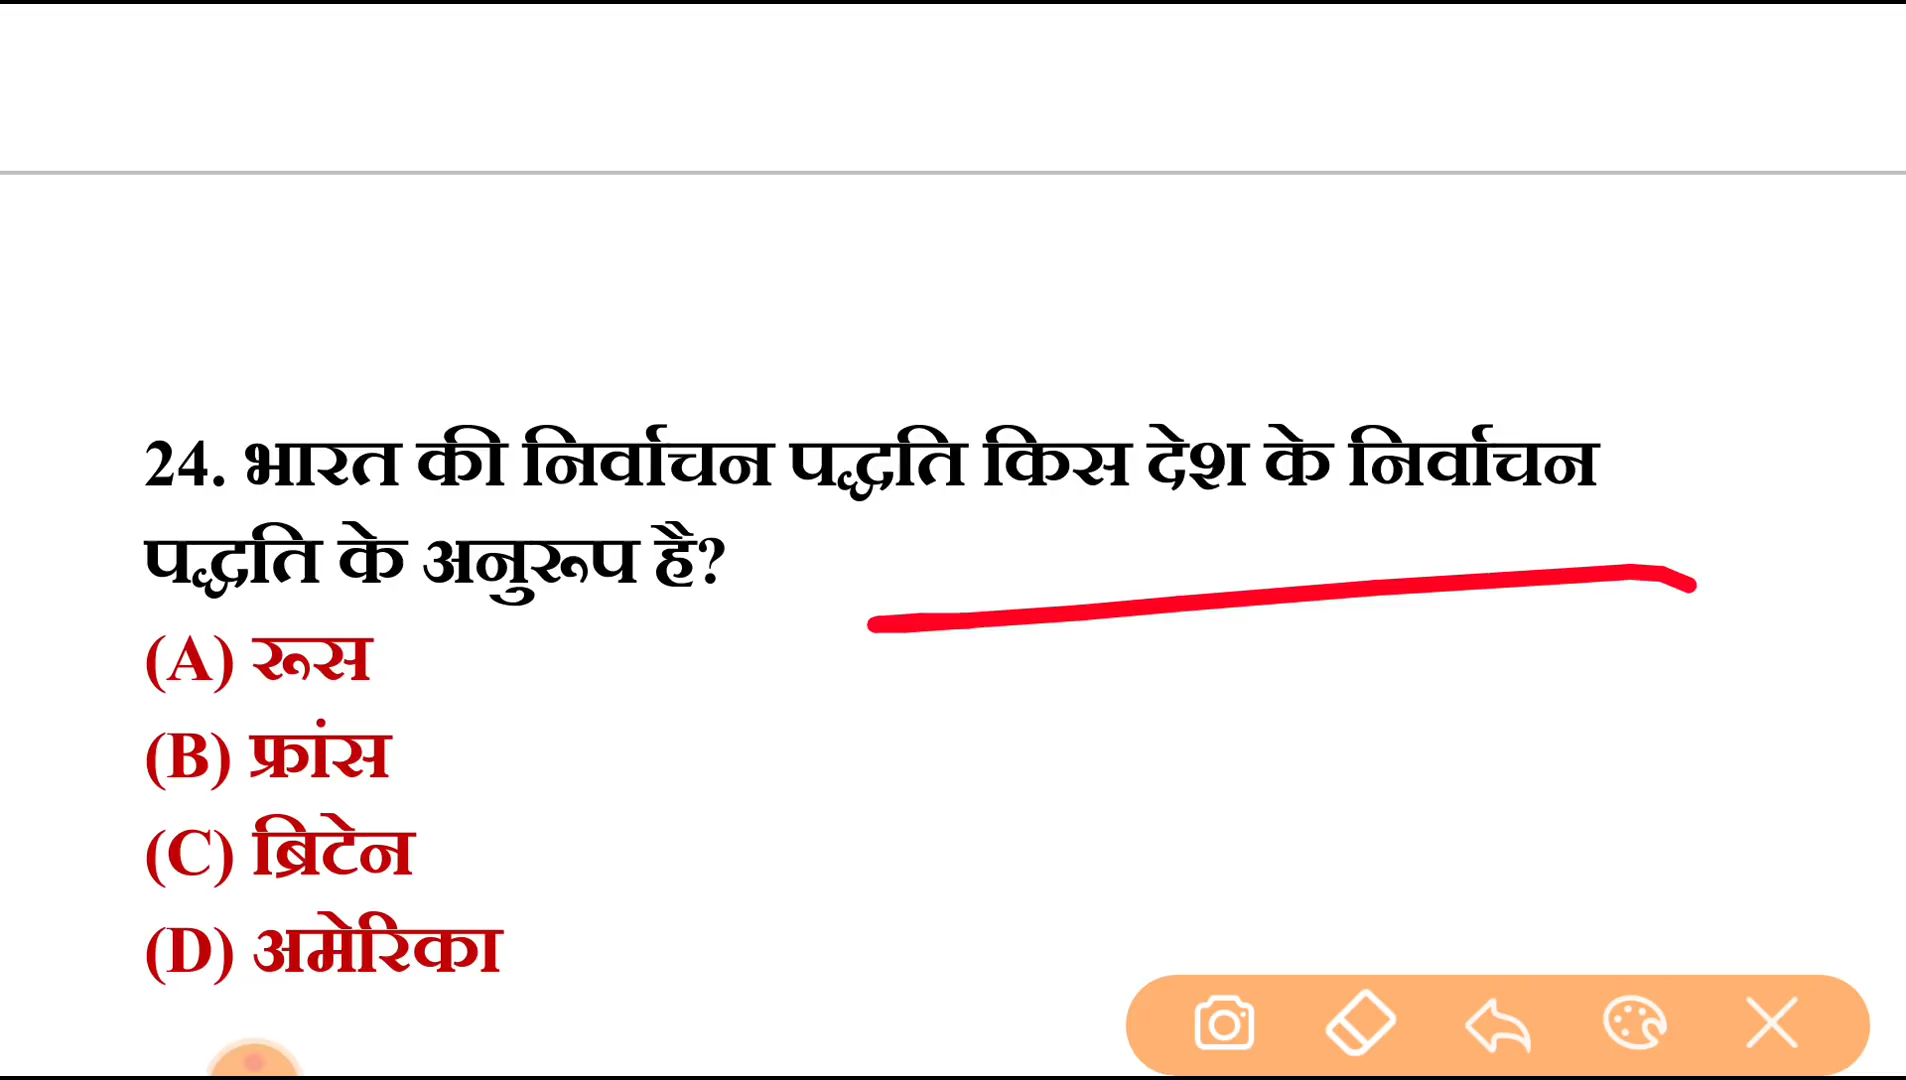 24. भारत की निर्वाचन पद्धति किस देश के निर्वाचन
पद्धति के अनुरूप है?
(A) रूस
(B) फ्रांस
(C) ब्रिटेन
(D) अमेरिका